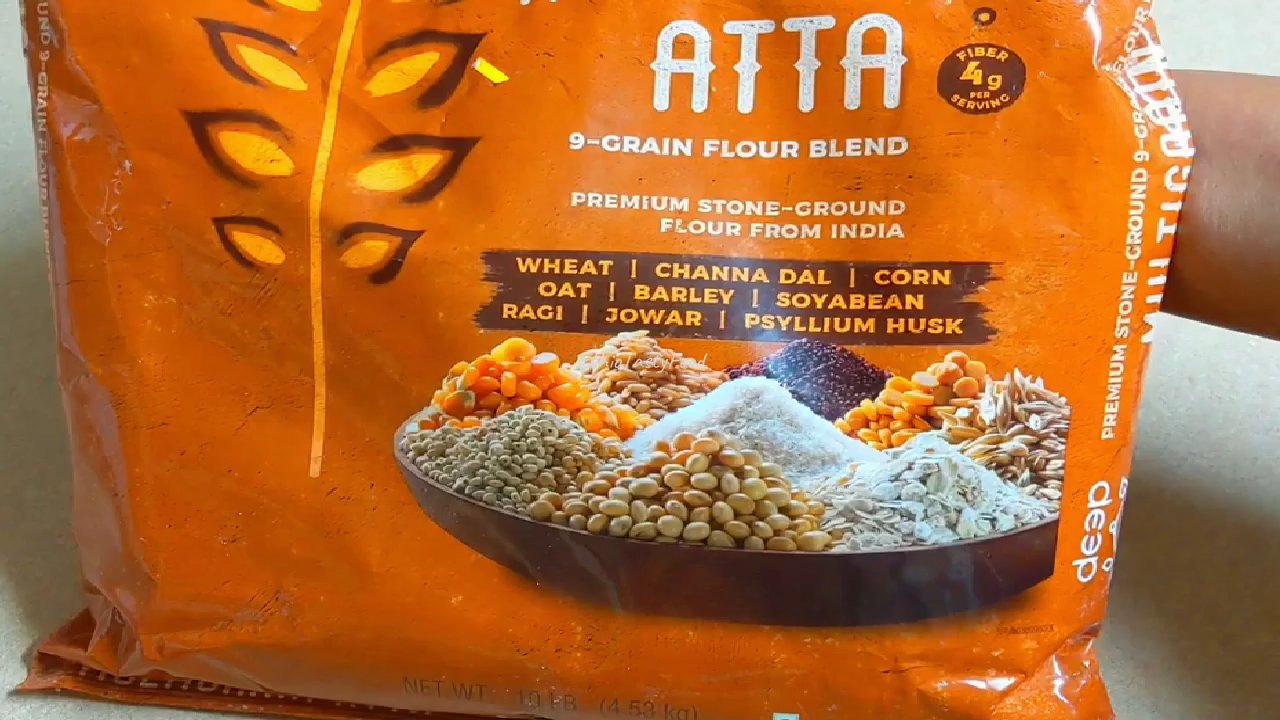 ATTA
FIBER
4g
PER
SERVING
9-GRAIN FLOUR BLEND
PREMIUM STONE-GROUND
FLOUR FROM INDIA
WHEAT | CHANNA DAL | CORN
OAT | BARLEY | SOYABEAN
RAGI | JOWAR | PSYLLIUM HUSK
NET WT. 10 LB (4.53 kg)
PREMIUM STONE-GROUND 9-GRAIN FLOUR
deep